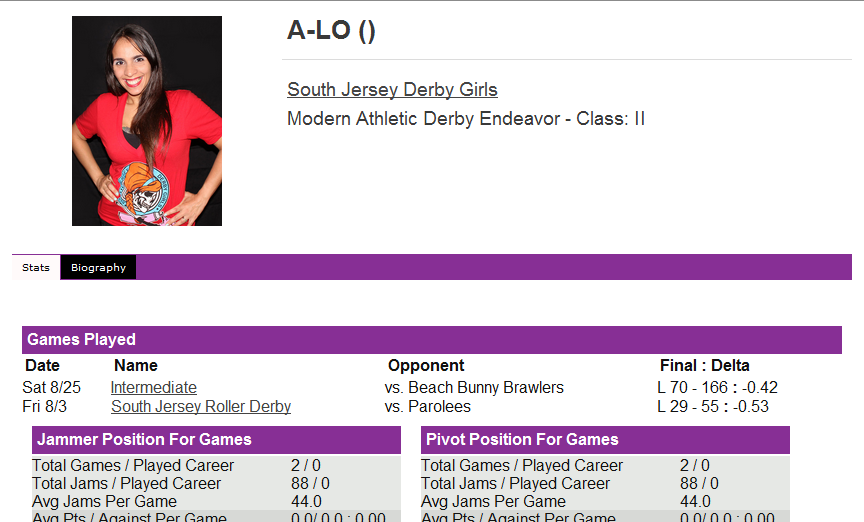 A-LO ()
South Jersey Derby Girls
Modern Athletic Derby Endeavor - Class: II
Stats Biography
Games Played
Date Name Opponent Final : Delta
Sat 8/25 Intermediate vs. Beach Bunny Brawlers L 70 - 166 : -0.42
Fri 8/3 South Jersey Roller Derby vs. Parolees L 29 - 55 : -0.53
Jammer Position For Games Pivot Position For Games
Total Games / Played Career 2 / 0 Total Games / Played Career 2 / 0
Total Jams / Played Career 88 / 0 Total Jams / Played Career 88 / 0
Avg Jams Per Game 44.0 Avg Jams Per Game 44.0
Avg Pts / Against Per Game 0.0/ 0.0 : 0.00 Avg Pts / Against Per Game 0.0/ 0.0 : 0.00